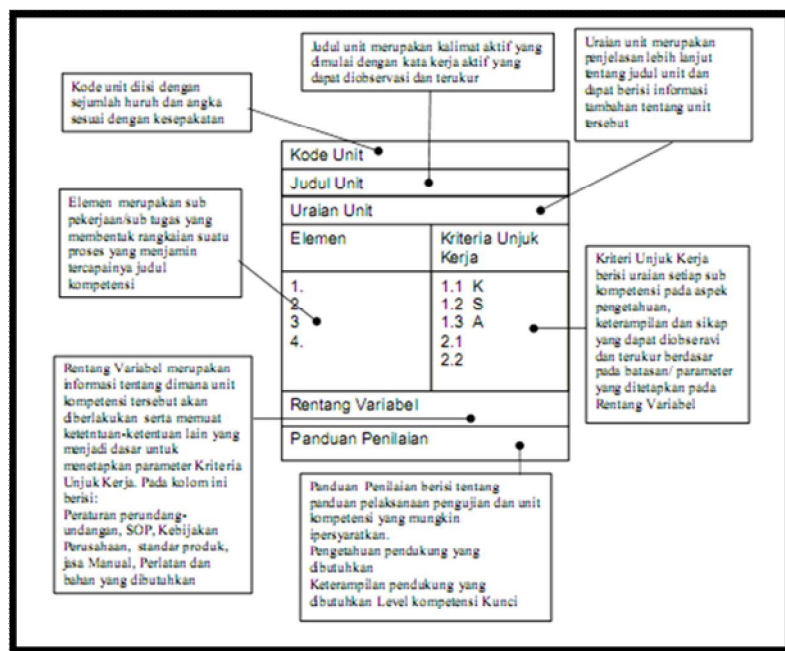 Judul unit merupakan kalimat aktif yang
dimulai dengan kata kerja aktif yang
dapat diobservasi dan terukur
Uraian unit merupakan
penjelasan lebih lanjut
tentang judul unit dan
dapat berisi informasi
tambahan tentang unit
tersebut
Kode unit diisi dengan
sejumlah huruh dan angka
sesuai dengan kesepakatan
Kode Unit
Judul Unit
Uraian Unit
Elemen
Kriteria Unjuk
Kerja
1.
2
3
4.
1.1 K
1.2 S
1.3 A
2.1
2.2
Rentang Variabel
Panduan Penilaian
Elemen merupakan sub
pekerjaan/sub tugas yang
membentuk rangkaian suatu
proses yang menjamin
tercapainya judul
kompetensi
Kriteri Unjuk Kerja
berisi uraian setiap sub
kompetensi pada aspek
pengetahuan,
keterampilan dan sikap
yang dapat diobseravi
dan terukur berdasar
pada batasan/ parameter
yang ditetapkan pada
Rentang Variabel
Rentang Variabel merupakan
informasi tentang dimana unit
kompetensi tersebut akan
diberlakukan serta memuat
ketetntuan-ketentuan lain yang
menjadi dasar untuk
menetapkan parameter Kriteria
Unjuk Kerja. Pada kolom ini
berisi:
Peraturan perundang-
undangan, SOP, Kebijakan
Perusahaan, standar produk,
jasa Manual, Perlatan dan
bahan yang dibutuhkan
Panduan Penilaian berisi tentang
panduan pelaksanaan pengujian dan unit
kompetensi yang mungkin
ipersyaratkan.
Pengetahuan pendukung yang
dibutuhkan
Keterampilan pendukung yang
dibutuhkan Level kompetensi Kunci